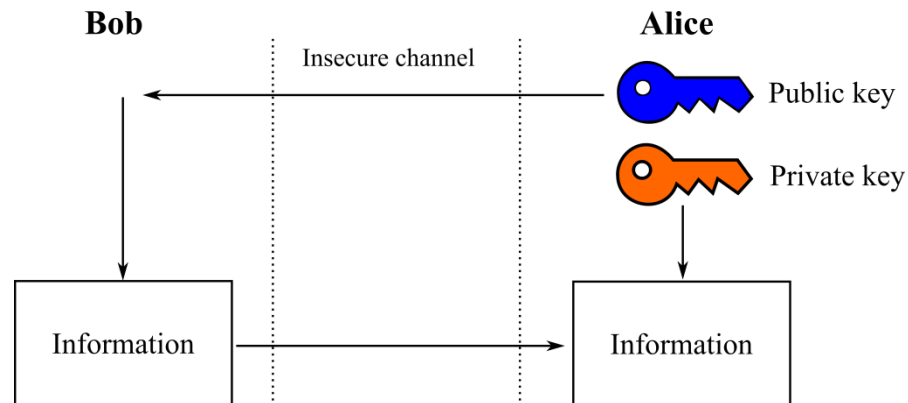 Bob
Alice
Insecure channel
Public key
Private key
Information
Information